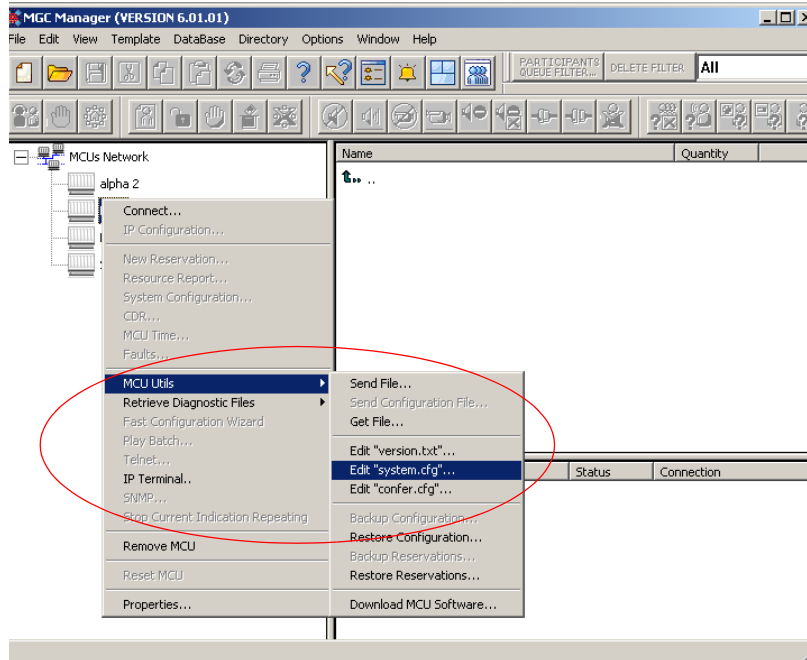 MGC Manager (VERSION 6.01.01)
File Edit View Template DataBase Directory Options Window Help
PARTICIPANTS QUEUE FILTER... DELETE FILTER All
MCUs Network
Name Quantity
alpha 2
..
Connect...
IP Configuration...
New Reservation...
Resource Report...
System Configuration...
CDR...
MCU Time...
Faults...
MCU Utils
Retrieve Diagnostic Files
Fast Configuration Wizard
Play Batch...
Telnet...
IP Terminal..
SNMP...
Stop Current Indication Repeating
Remove MCU
Reset MCU
Properties...
Send File...
Send Configuration File...
Get File...
Edit "version.txt"...
Edit "system.cfg"...
Edit "confer.cfg"...
Backup Configuration...
Restore Configuration...
Backup Reservations...
Restore Reservations...
Download MCU Software...
Status Connection